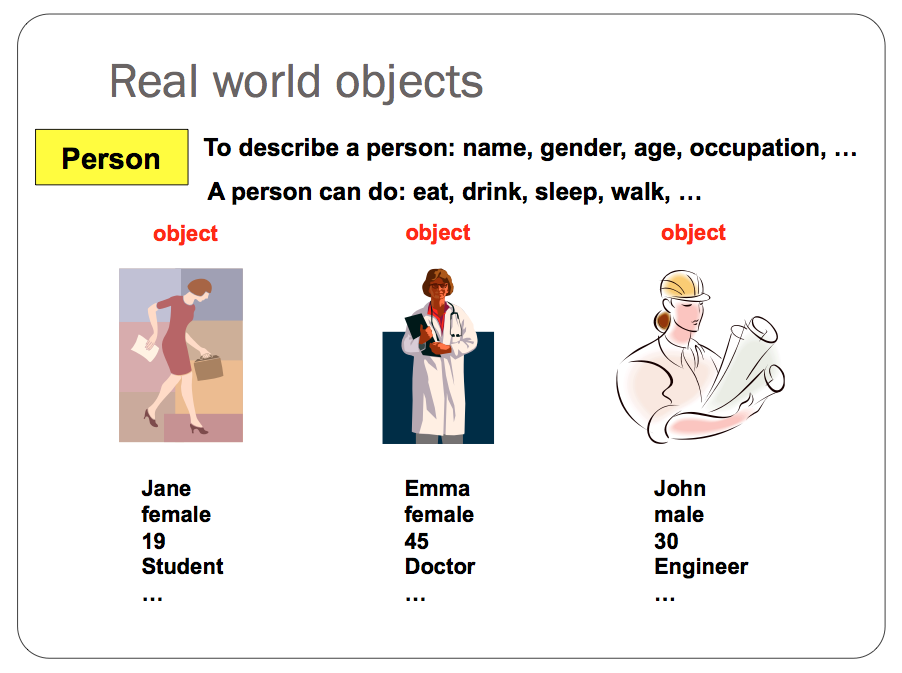 Real world objects
Person
To describe a person: name, gender, age, occupation, …
A person can do: eat, drink, sleep, walk, …
object
object
object
Jane
female
19
Student
…
Emma
female
45
Doctor
…
John
male
30
Engineer
…